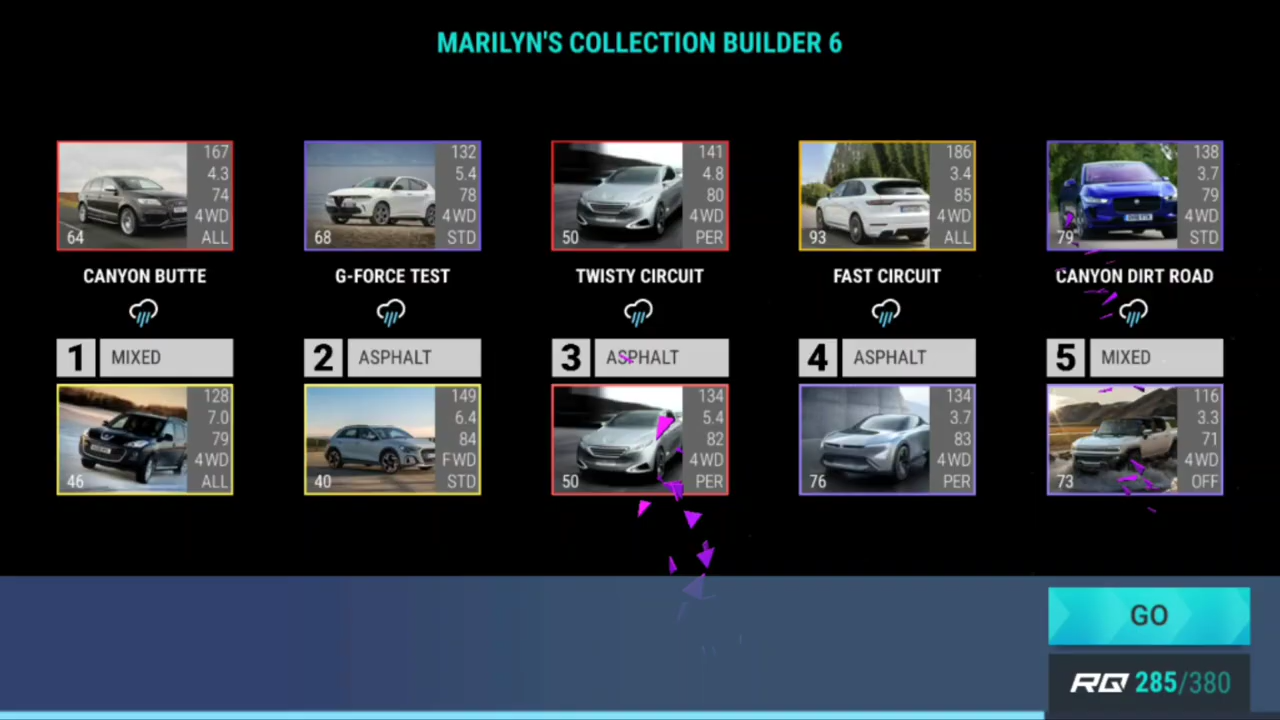 MARILYN'S COLLECTION BUILDER 6
167
4.3
74
4WD
64 ALL
132
5.4
78
4WD
68 STD
141
4.8
80
4WD
50 PER
186
3.4
85
4WD
93 ALL
138
3.7
79
4WD
79 STD
CANYON BUTTE
G-FORCE TEST
TWISTY CIRCUIT
FAST CIRCUIT
CANYON DIRT ROAD
1 MIXED
2 ASPHALT
3 ASPHALT
4 ASPHALT
5 MIXED
128
7.0
79
4WD
46 ALL
149
6.4
84
FWD
40 STD
134
5.4
82
4WD
50 PER
134
3.7
83
4WD
76 PER
116
3.3
71
4WD
73 OFF
GO
RQ 285/380